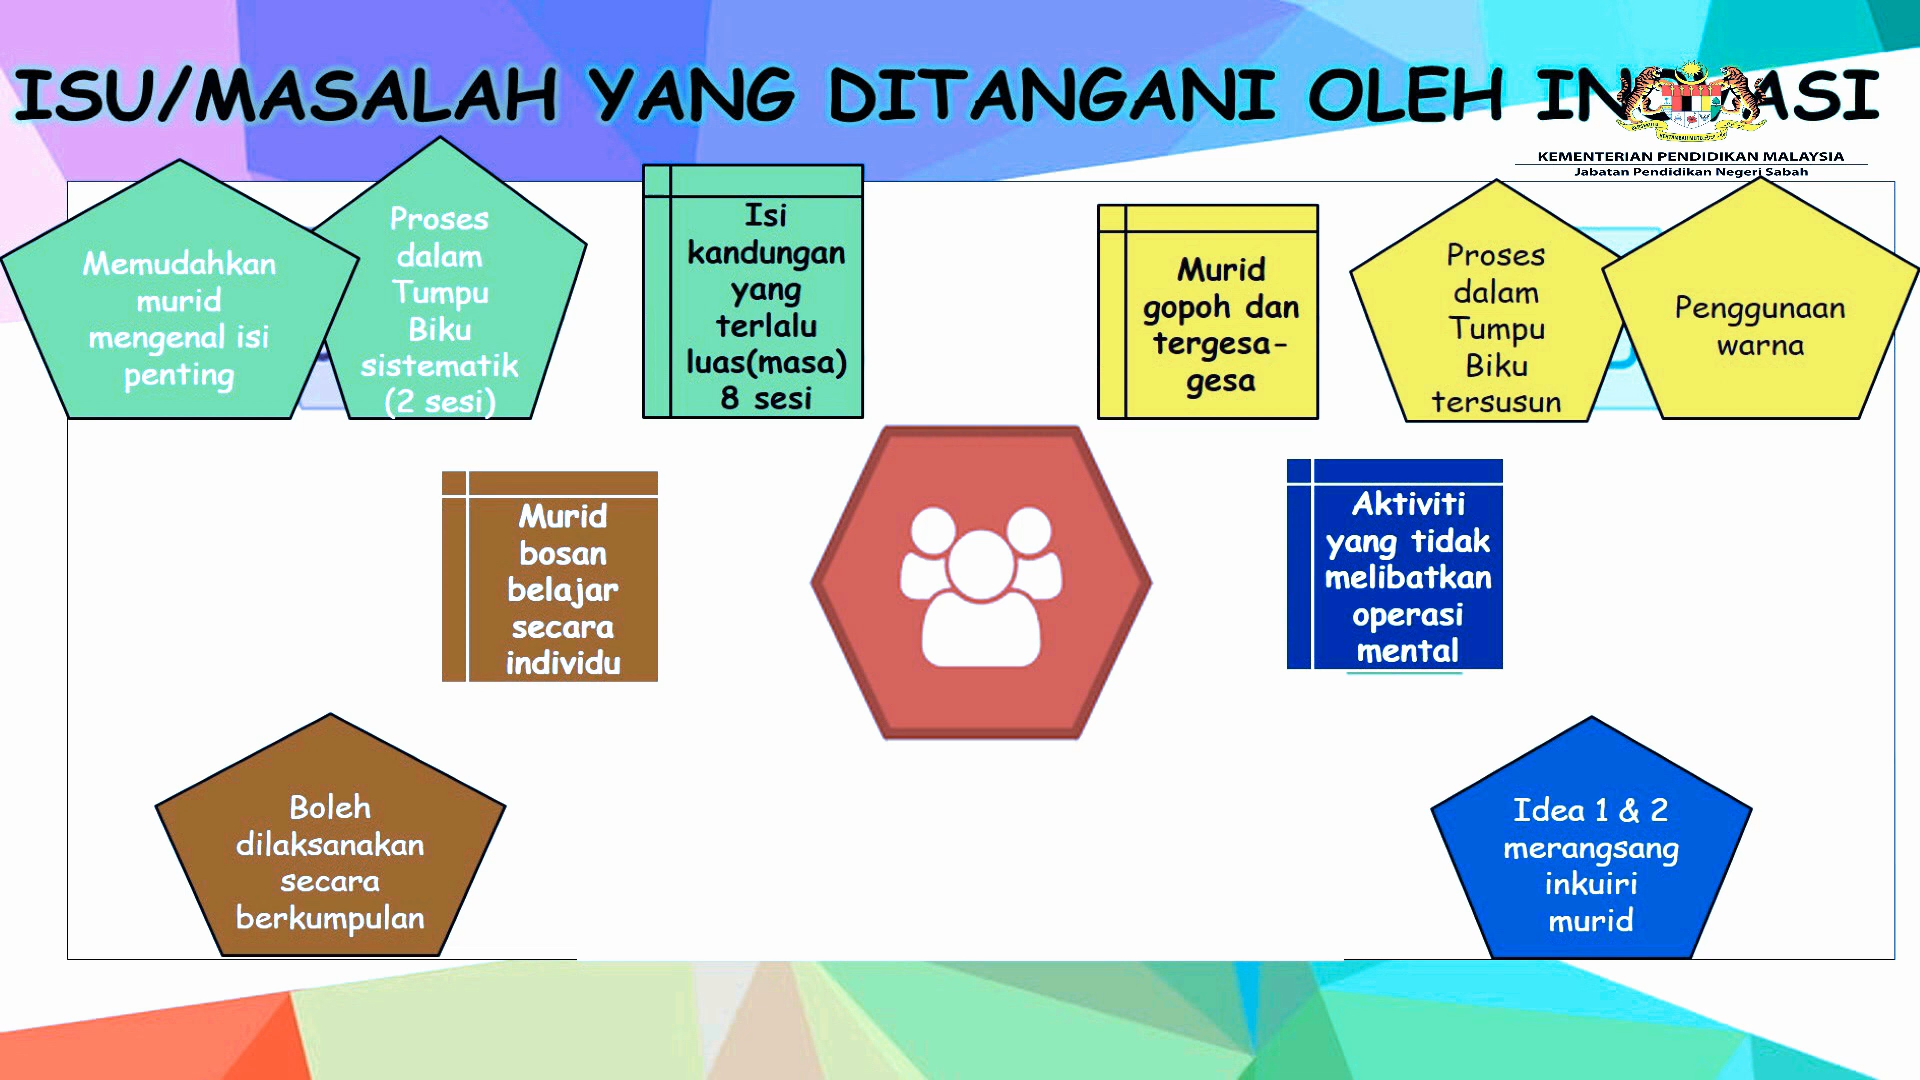 ISU/MASALAH YANG DITANGANI OLEH
KEMENTERIAN PENDIDIKAN MALAYSIA
Jabatan Pendidikan Negeri Sabah
Memudahkan
murid
mengenal isi
penting
Proses
dalam
Tumpu
Biku
sistematik
(2 sesi)
Isi
kandungan
yang
terlalu
luas(masa)
8 sesi
Murid
gopoh dan
tergesa-
gesa
Proses
dalam
Tumpu
Biku
tersusun
Penggunaan
warna
Murid
bosan
belajar
secara
individu
Aktiviti
yang tidak
melibatkan
operasi
mental
Boleh
dilaksanakan
secara
berkumpulan
Idea 1 & 2
merangsang
inkuiri
murid